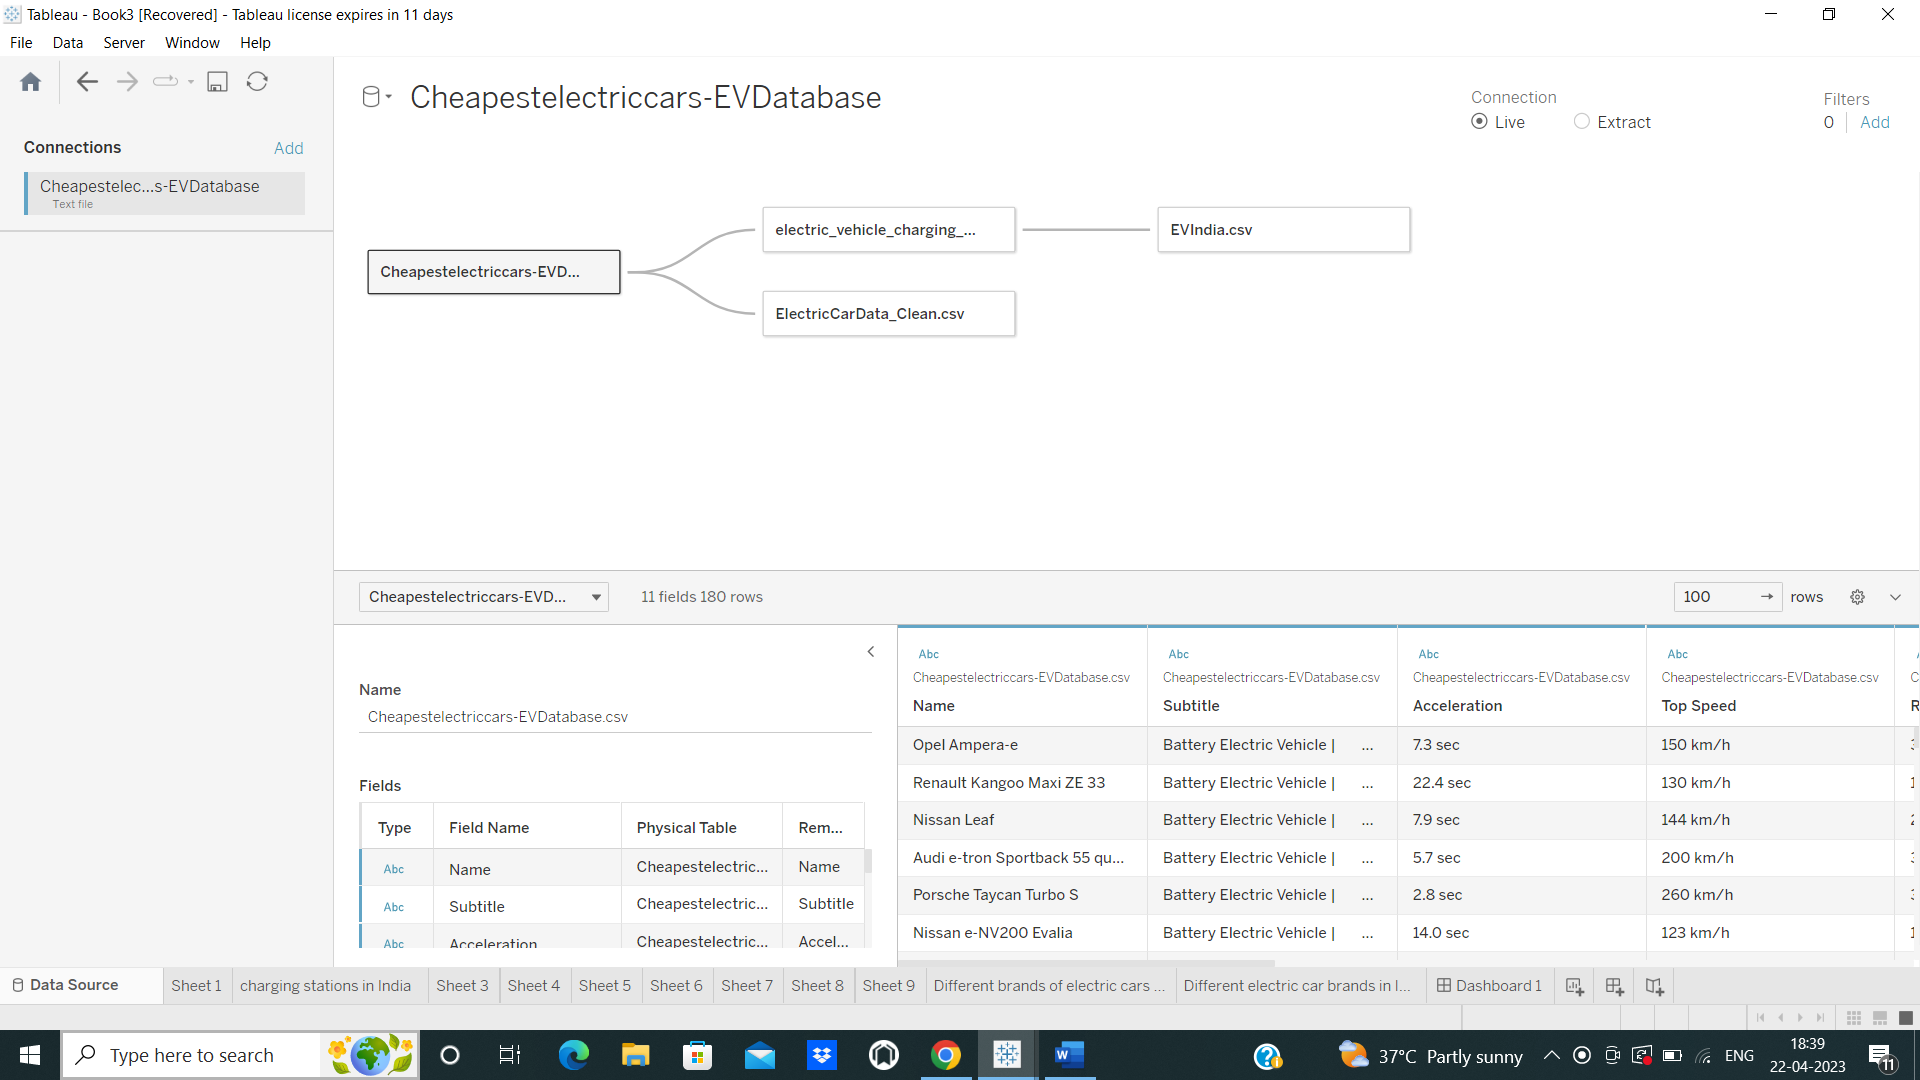 Tableau - Book3 [Recovered] - Tableau license expires in 11 days
File Data Server Window Help
Connections Add
Cheapestelec...s-EVDatabase
Text file
Cheapestelectriccars-EVDatabase
Connection
Live Extract
Filters
0 Add
Cheapestelectriccars-EVD...
electric_vehicle_charging_...
EVIndia.csv
ElectricCarData_Clean.csv
Cheapestelectriccars-EVD... 11 fields 180 rows 100 rows
Name
Cheapestelectriccars-EVDatabase.csv
Fields
Type Field Name Physical Table Rem...
Abc Name Cheapestelectric... Name
Abc Subtitle Cheapestelectric... Subtitle
Abc Acceleration Cheapestelectric... Accel...
Abc Abc Abc Abc
Cheapestelectriccars-EVDatabase.csv Cheapestelectriccars-EVDatabase.csv Cheapestelectriccars-EVDatabase.csv Cheapestelectriccars-EVDatabase.csv
Name Subtitle Acceleration Top Speed
Opel Ampera-e Battery Electric Vehicle | ... 7.3 sec 150 km/h
Renault Kangoo Maxi ZE 33 Battery Electric Vehicle | ... 22.4 sec 130 km/h
Nissan Leaf Battery Electric Vehicle | ... 7.9 sec 144 km/h
Audi e-tron Sportback 55 qu... Battery Electric Vehicle | ... 5.7 sec 200 km/h
Porsche Taycan Turbo S Battery Electric Vehicle | ... 2.8 sec 260 km/h
Nissan e-NV200 Evalia Battery Electric Vehicle | ... 14.0 sec 123 km/h
Data Source Sheet 1 charging stations in India Sheet 3 Sheet 4 Sheet 5 Sheet 6 Sheet 7 Sheet 8 Sheet 9 Different brands of electric cars ... Different electric car brands in I... Dashboard 1
Type here to search
37°C Partly sunny
ENG
18:39
22-04-2023
11